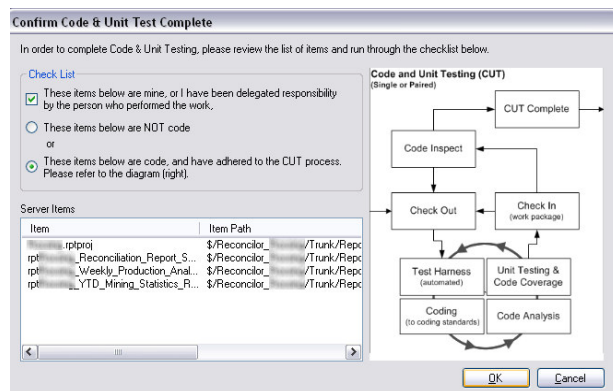 Confirm Code & Unit Test Complete
In order to complete Code & Unit Testing, please review the list of items and run through the checklist below.
Check List
These items below are mine, or I have been delegated responsibility
by the person who performed the work,
These items below are NOT code
or
These items below are code, and have adhered to the CUT process.
Please refer to the diagram (right).
Server Items
Item Item Path
.rptproj $/Reconcilor_ /Trunk/Repo
rpt _Reconciliation_Report_S... $/Reconcilor_ /Trunk/Repo
rpt _Weekly_Production_Anal... $/Reconcilor_ /Trunk/Repo
rpt _YTD_Mining_Statistics_R... $/Reconcilor_ /Trunk/Repo
Code and Unit Testing (CUT)
(Single or Paired)
CUT Complete
Code Inspect
Check Out
Check In
(work package)
Test Harness
(automated)
Unit Testing &
Code Coverage
Coding
(to coding standards)
Code Analysis
OK
Cancel